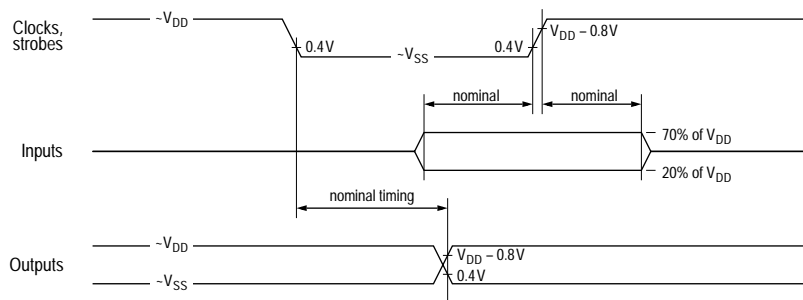 Clocks,
strobes
~VDD
0.4V
~VSS
0.4V
VDD – 0.8V
nominal
nominal
Inputs
70% of VDD
20% of VDD
nominal timing
Outputs
~VDD
VDD – 0.8V
~VSS
0.4V